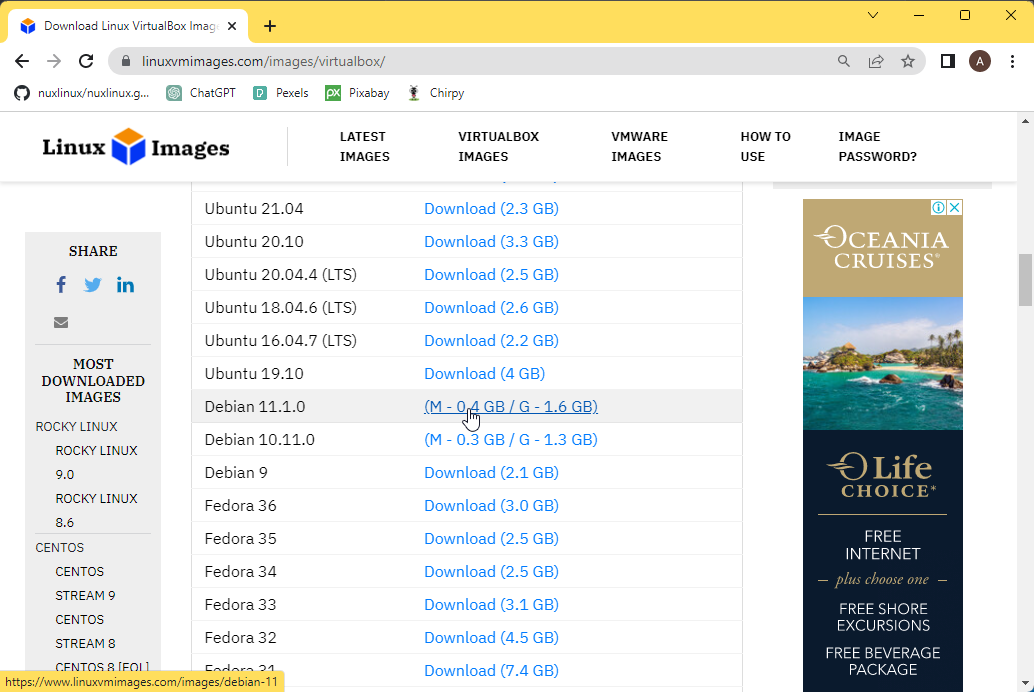 Download Linux VirtualBox Imag
linuxvmimages.com/images/virtualbox/
A
nuxlinux/nuxlinux.g...
ChatGPT
Pexels
Pixabay
Chirpy
Linux Images
LATEST
IMAGES
VIRTUALBOX
IMAGES
VMWARE
IMAGES
HOW TO
USE
IMAGE
PASSWORD?
SHARE
MOST
DOWNLOADED
IMAGES
ROCKY LINUX
ROCKY LINUX
9.0
ROCKY LINUX
8.6
CENTOS
CENTOS
STREAM 9
CENTOS
STREAM 8
CENTOS 8 [EOL]
Ubuntu 21.04 Download (2.3 GB)
Ubuntu 20.10 Download (3.3 GB)
Ubuntu 20.04.4 (LTS) Download (2.5 GB)
Ubuntu 18.04.6 (LTS) Download (2.6 GB)
Ubuntu 16.04.7 (LTS) Download (2.2 GB)
Ubuntu 19.10 Download (4 GB)
Debian 11.1.0 (M - 0.4 GB / G - 1.6 GB)
Debian 10.11.0 (M - 0.3 GB / G - 1.3 GB)
Debian 9 Download (2.1 GB)
Fedora 36 Download (3.0 GB)
Fedora 35 Download (2.5 GB)
Fedora 34 Download (2.5 GB)
Fedora 33 Download (3.1 GB)
Fedora 32 Download (4.5 GB)
Fedora 31 Download (7.4 GB)
OCEANIA
CRUISES®
OLife
CHOICE*
FREE
INTERNET
— plus choose one —
FREE SHORE
EXCURSIONS
FREE BEVERAGE
PACKAGE
https://www.linuxvmimages.com/images/debian-11